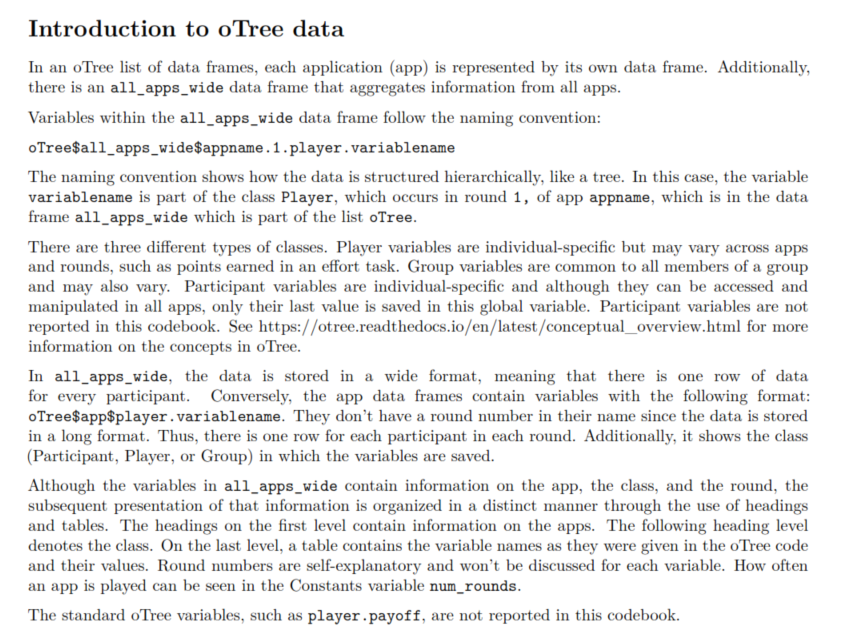 Introduction to oTree data
In an oTree list of data frames, each application (app) is represented by its own data frame. Additionally,
there is an all_apps_wide data frame that aggregates information from all apps.
Variables within the all_apps_wide data frame follow the naming convention:
oTree$all_apps_wide$appname.1.player.variablename
The naming convention shows how the data is structured hierarchically, like a tree. In this case, the variable
variablename is part of the class Player, which occurs in round 1, of app appname, which is in the data
frame all_apps_wide which is part of the list oTree.
There are three different types of classes. Player variables are individual-specific but may vary across apps
and rounds, such as points earned in an effort task. Group variables are common to all members of a group
and may also vary. Participant variables are individual-specific and although they can be accessed and
manipulated in all apps, only their last value is saved in this global variable. Participant variables are not
reported in this codebook. See https://otree.readthedocs.io/en/latest/conceptual_overview.html for more
information on the concepts in oTree.
In all_apps_wide, the data is stored in a wide format, meaning that there is one row of data
for every participant. Conversely, the app data frames contain variables with the following format:
oTree$app$player.variablename. They don't have a round number in their name since the data is stored
in a long format. Thus, there is one row for each participant in each round. Additionally, it shows the class
(Participant, Player, or Group) in which the variables are saved.
Although the variables in all_apps_wide contain information on the app, the class, and the round, the
subsequent presentation of that information is organized in a distinct manner through the use of headings
and tables. The headings on the first level contain information on the apps. The following heading level
denotes the class. On the last level, a table contains the variable names as they were given in the oTree code
and their values. Round numbers are self-explanatory and won't be discussed for each variable. How often
an app is played can be seen in the Constants variable num_rounds.
The standard oTree variables, such as player.payoff, are not reported in this codebook.